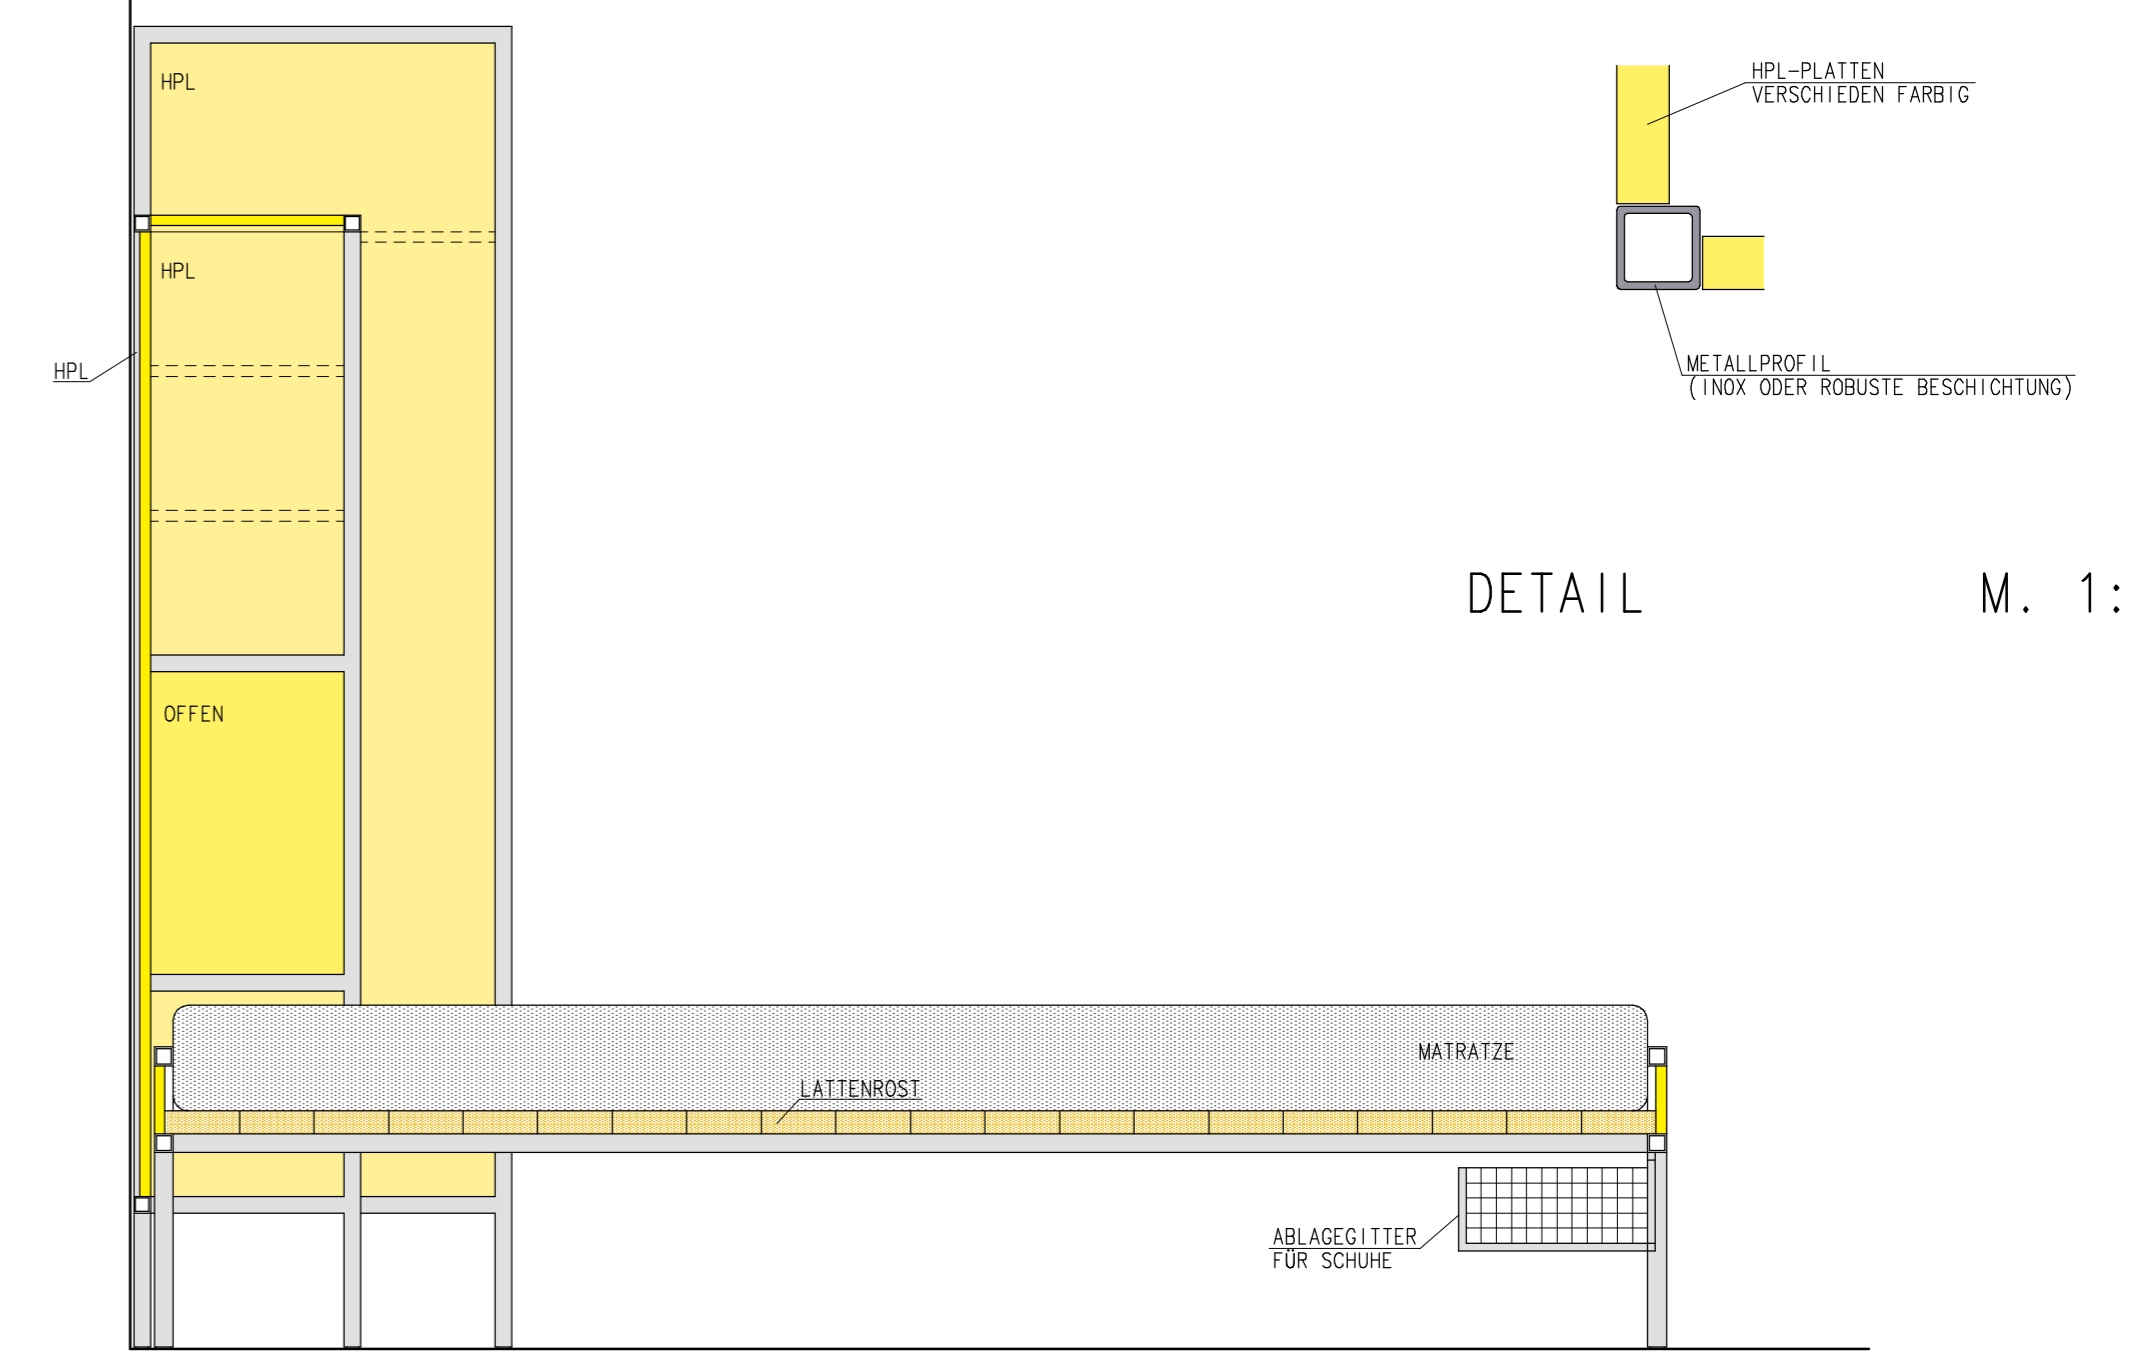 HPL
HPL-PLATTEN
VERSCHIEDEN FARBIG
HPL
HPL
METALLPROFIL
(INOX ODER ROBUSTE BESCHICHTUNG)
DETAIL M. 1:
OFFEN
MATRATZE
LATTENROST
ABLAGEGITTER
FÜR SCHUHE